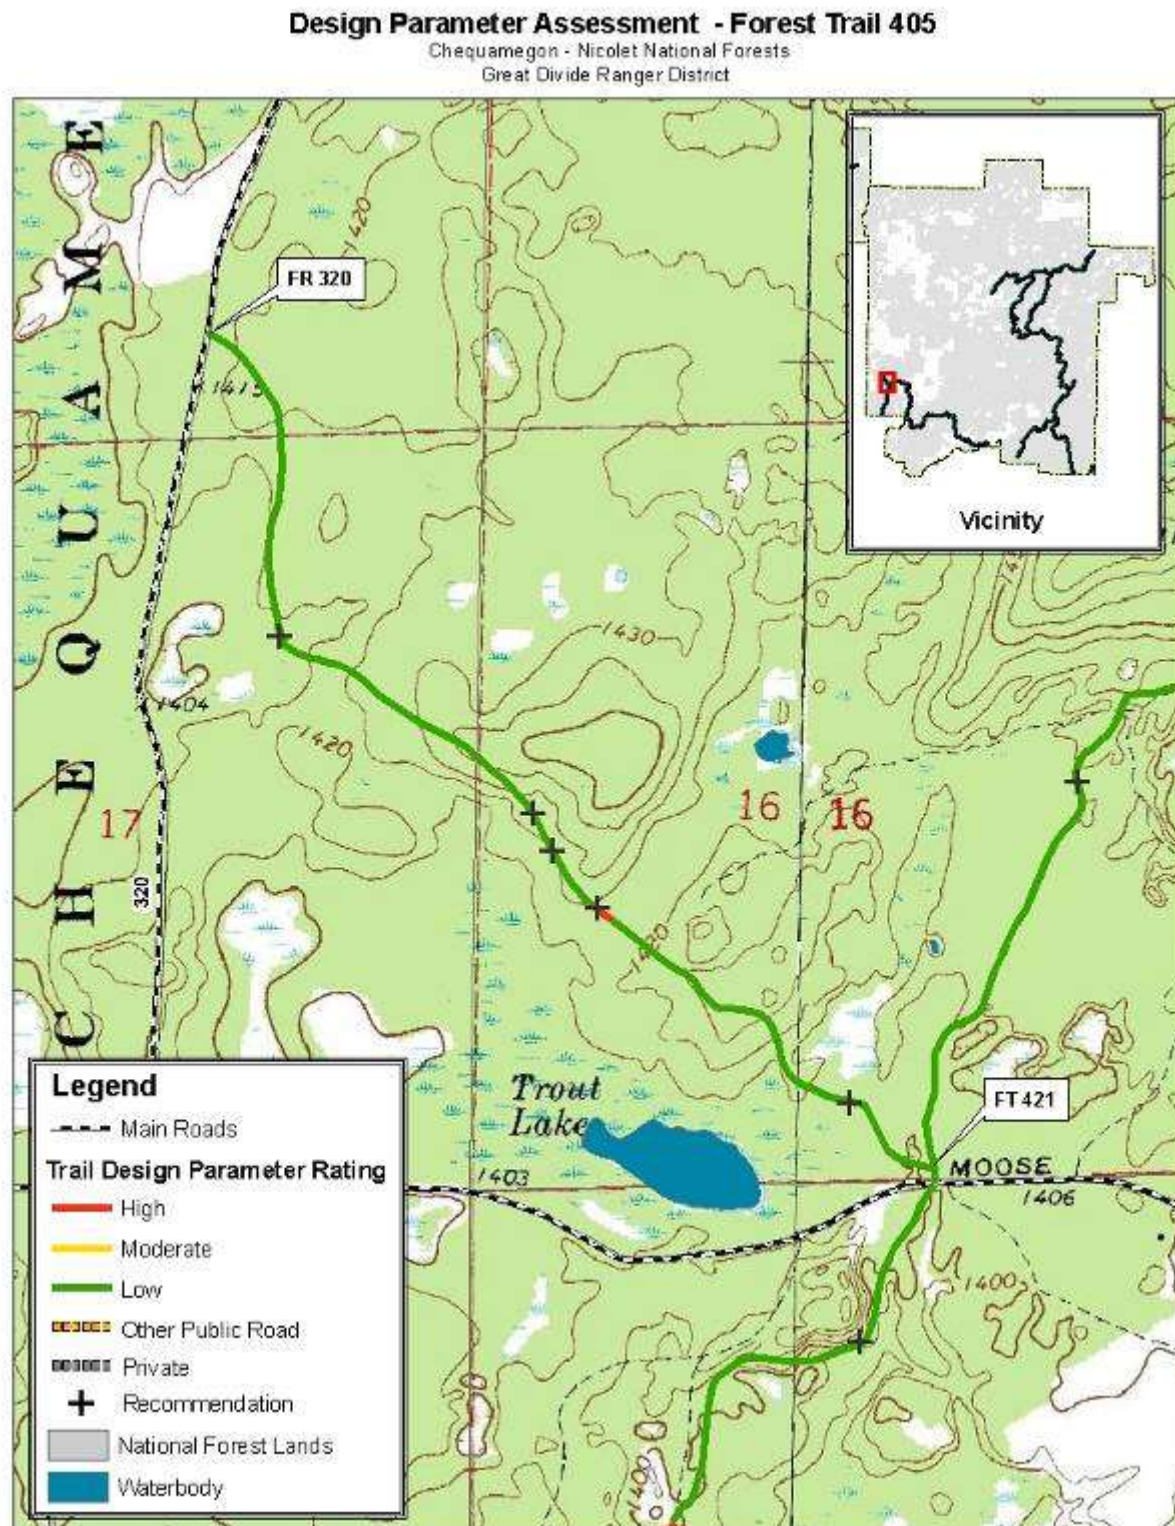 Design Parameter Assessment - Forest Trail 405
Chequamegon - Nicolet National Forests
Great Divide Ranger District
CHEQUAME
1420
FR 320
1415
Vicinity
1430
1404
1420
17
16
16
320
1420
Trout
Lake
FT 421
MOOSE
1403
1406
1400
1400
Legend
Main Roads
Trail Design Parameter Rating
High
Moderate
Low
Other Public Road
Private
Recommendation
National Forest Lands
Waterbody